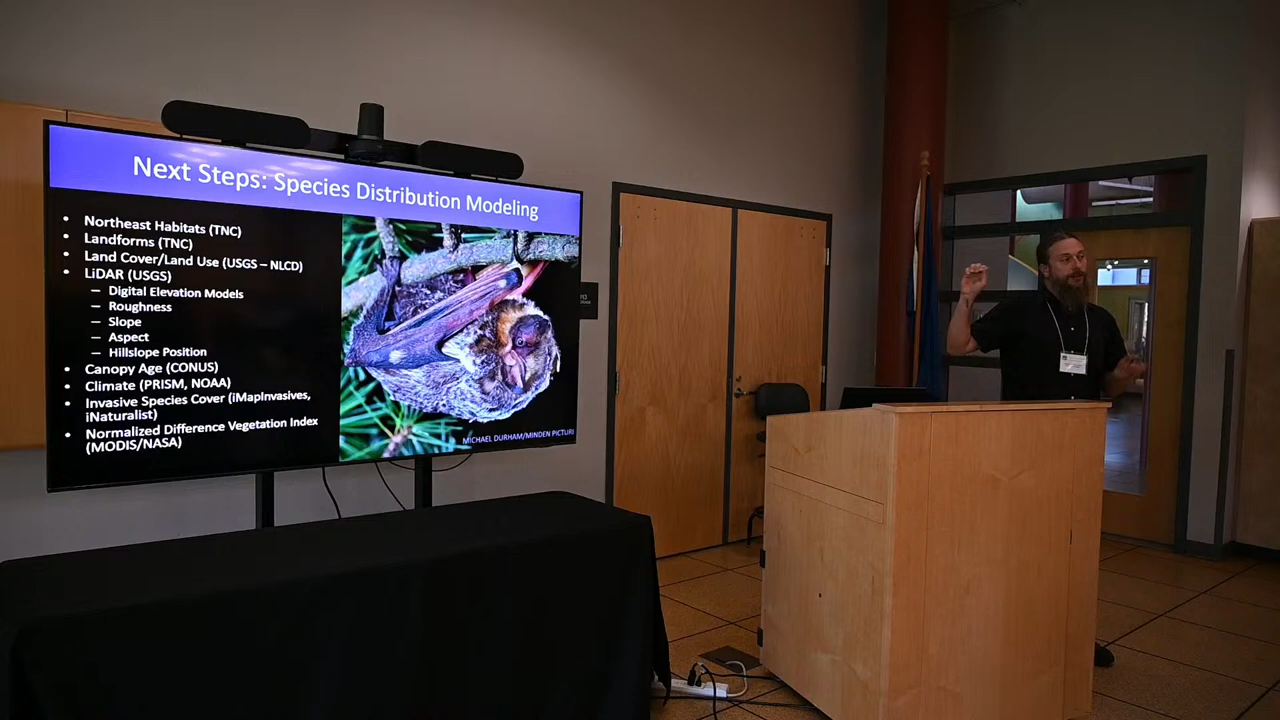 Next Steps: Species Distribution Modeling
• Northeast Habitats (TNC)
• Landforms (TNC)
• Land Cover/Land Use (USGS – NLCD)
• LiDAR (USGS)
– Digital Elevation Models
– Roughness
– Slope
– Aspect
– Hillslope Position
• Canopy Age (CONUS)
• Climate (PRISM, NOAA)
• Invasive Species Cover (iMapInvasives,
iNaturalist)
• Normalized Difference Vegetation Index
(MODIS/NASA)
MICHAEL DURHAM/MINDEN PICTURE